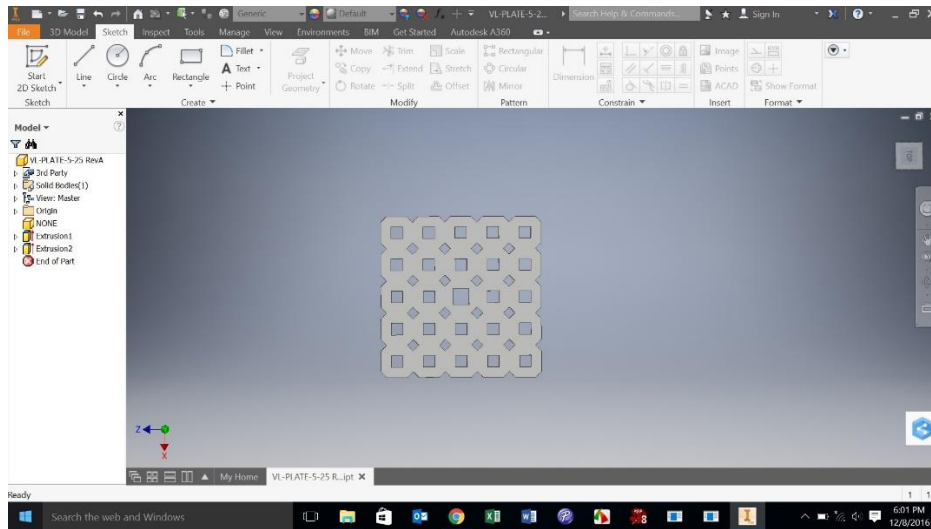 Generic
Default
VL-PLATE-5-2...
Search Help & Commands...
Sign In
File 3D Model Sketch Inspect Tools Manage View Environments BIM Get Started Autodesk A360
Start
2D Sketch
Line Circle Arc Rectangle
Fillet
Text
Point
Project
Geometry
Move Trim Scale
Copy Extend Stretch
Rotate Split Offset
Rectangular
Circular
Mirror
Dimension
Image
Points
ACAD
Show Format
Sketch Create Modify Pattern Constrain Insert Format
Model
VL-PLATE-5-25 RevA
3rd Party
Solid Bodies(1)
View: Master
Origin
NONE
Extrusion1
Extrusion2
End of Part
Z
X
My Home VL-PLATE-5-25 R...ipt
Ready
1 1
Search the web and Windows
6:01 PM
12/8/2016